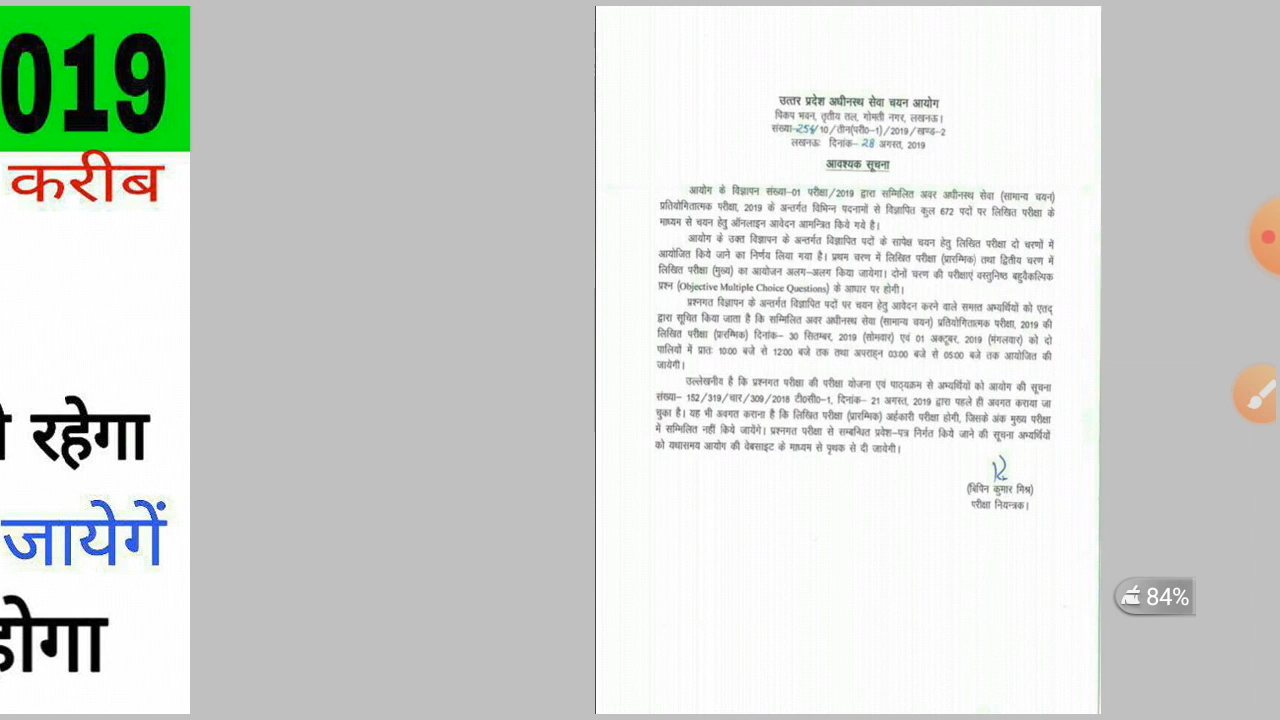 019
करीब
रहेगा
जायेगें
होगा
उत्तर प्रदेश अधीनस्थ सेवा चयन आयोग
पिकप भवन, तृतीय तल, गोमती नगर, लखनऊ।
संख्या-254/10/तीन(परी0-1)/2019/खण्ड-2
लखनऊः दिनांक- 28 अगस्त, 2019
आवश्यक सूचना
आयोग के विज्ञापन संख्या-01 परीक्षा/2019 द्वारा सम्मिलित अवर अधीनस्थ सेवा (सामान्य चयन)
प्रतियोगितात्मक परीक्षा, 2019 के अन्तर्गत विभिन्न पदनामों से विज्ञापित कुल 672 पदों पर लिखित परीक्षा के
माध्यम से चयन हेतु ऑनलाइन आवेदन आमन्त्रित किये गये है।
आयोग के उक्त विज्ञापन के अन्तर्गत विज्ञापित पदों के सापेक्ष चयन हेतु लिखित परीक्षा दो चरणों में
आयोजित किये जाने का निर्णय लिया गया है। प्रथम चरण में लिखित परीक्षा (प्रारम्भिक) तथा द्वितीय चरण में
लिखित परीक्षा (मुख्य) का आयोजन अलग-अलग किया जायेगा। दोनों चरण की परीक्षाएं वस्तुनिष्ठ बहुवैकल्पिक
प्रश्न (Objective Multiple Choice Questions) के आधार पर होगी।
प्रश्नगत विज्ञापन के अन्तर्गत विज्ञापित पदों पर चयन हेतु आवेदन करने वाले समस्त अभ्यर्थियों को एतद्
द्वारा सूचित किया जाता है कि सम्मिलित अवर अधीनस्थ सेवा (सामान्य चयन) प्रतियोगितात्मक परीक्षा, 2019 की
लिखित परीक्षा (प्रारम्भिक) दिनांक- 30 सितम्बर, 2019 (सोमवार) एवं 01 अक्टूबर, 2019 (मंगलवार) को दो
पालियों में प्रातः 10:00 बजे से 12:00 बजे तक तथा अपराहन 03:00 बजे से 05:00 बजे तक आयोजित की
जायेगी।
उल्लेखनीय है कि प्रश्नगत परीक्षा की परीक्षा योजना एवं पाठ्यक्रम से अभ्यर्थियों को आयोग की सूचना
संख्या- 152/319/चार/309/2018 टी0सी0-1, दिनांक- 21 अगस्त, 2019 द्वारा पहले ही अवगत कराया जा
चुका है। यह भी अवगत कराना है कि लिखित परीक्षा (प्रारम्भिक) अर्हकारी परीक्षा होगी, जिसके अंक मुख्य परीक्षा
में सम्मिलित नहीं किये जायेंगे। प्रश्नगत परीक्षा से सम्बन्धित प्रवेश-पत्र निर्गत किये जाने की सूचना अभ्यर्थियों
को यथासमय आयोग की वेबसाइट के माध्यम से पृथक से दी जायेगी।
(बिपिन कुमार मिश्र)
परीक्षा नियन्त्रक।
84%